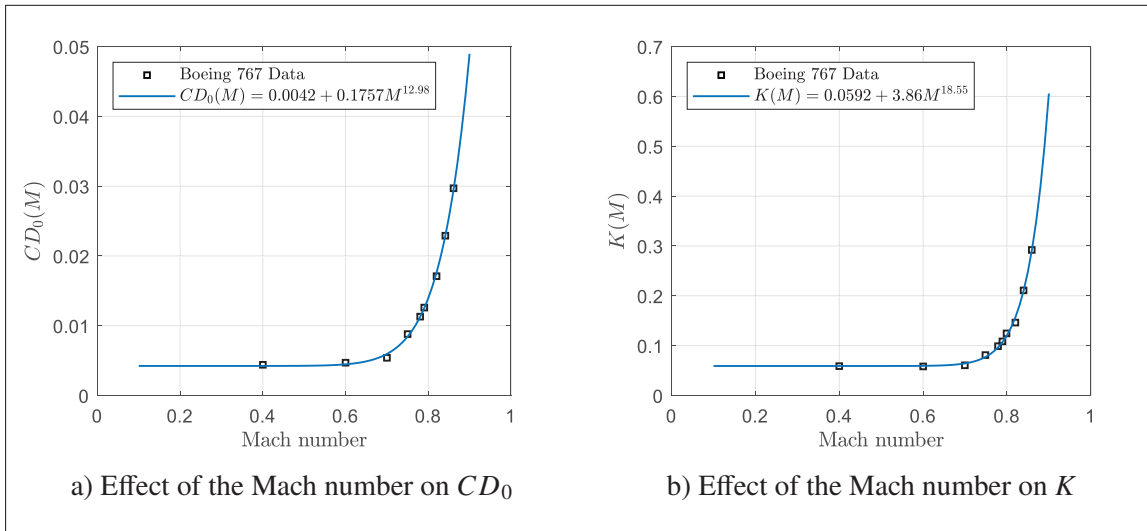 0.05
0.04
0.03
0.02
0.01
0
0 0.2 0.4 0.6 0.8 1
CD₀(M)
Mach number
Boeing 767 Data
CD₀(M) = 0.0042 + 0.1757M¹²·⁹⁸
a) Effect of the Mach number on CD₀
0.7
0.6
0.5
0.4
0.3
0.2
0.1
0
0 0.2 0.4 0.6 0.8 1
K(M)
Mach number
Boeing 767 Data
K(M) = 0.0592 + 3.86M¹⁸·⁵⁵
b) Effect of the Mach number on K